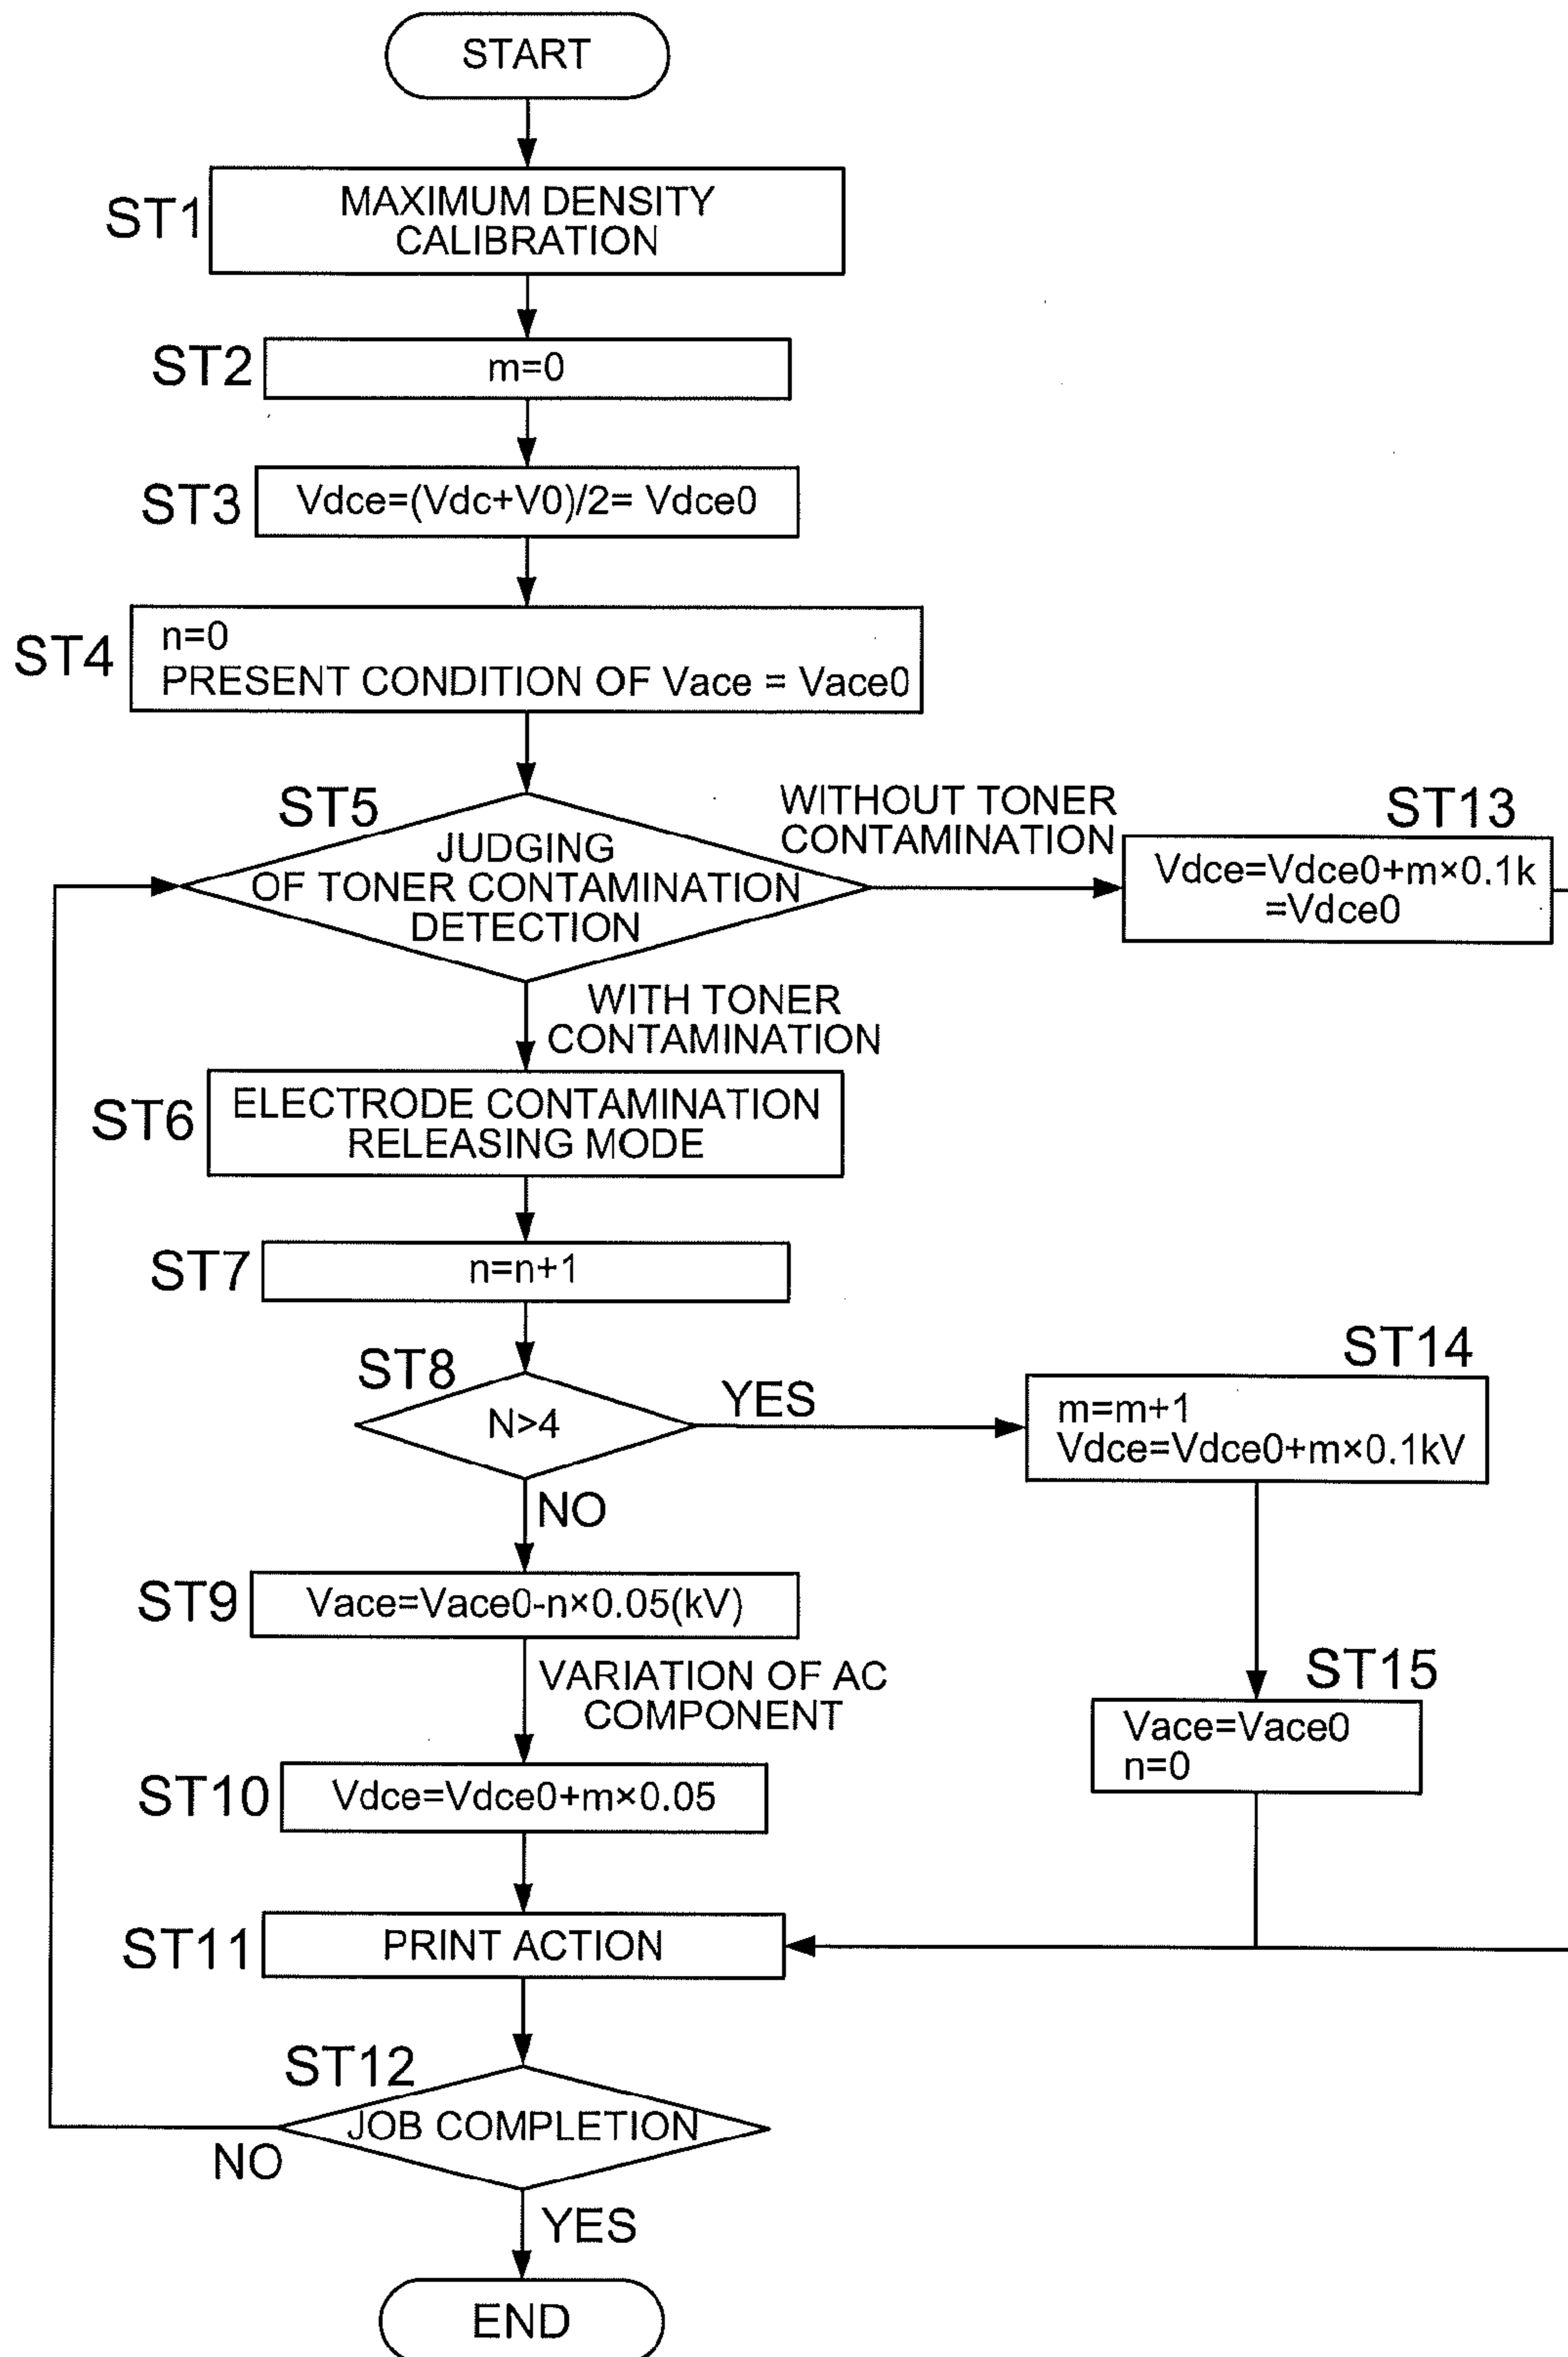 START
ST1
MAXIMUM DENSITY
CALIBRATION
ST2
m=0
ST3
Vdce=(Vdc+V0)/2= Vdce0
ST4
n=0
PRESENT CONDITION OF Vace = Vace0
ST5
JUDGING
OF TONER CONTAMINATION
DETECTION
WITHOUT TONER
CONTAMINATION
ST13
Vdce=Vdce0+m×0.1k
=Vdce0
WITH TONER
CONTAMINATION
ST6
ELECTRODE CONTAMINATION
RELEASING MODE
ST7
n=n+1
ST8
N>4
YES
ST14
m=m+1
Vdce=Vdce0+m×0.1kV
NO
ST9
Vace=Vace0-n×0.05(kV)
VARIATION OF AC
COMPONENT
ST15
Vace=Vace0
n=0
ST10
Vdce=Vdce0+m×0.05
ST11
PRINT ACTION
ST12
JOB COMPLETION
NO
YES
END